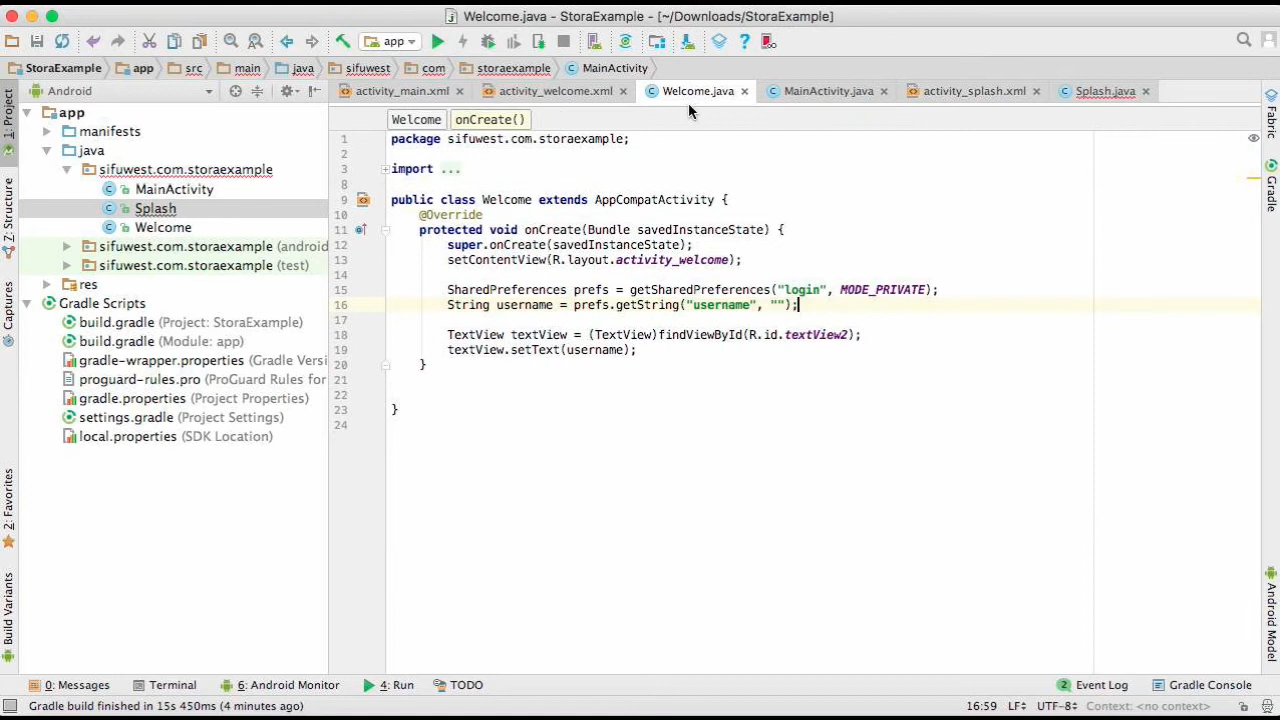 Welcome.java - StoraExample - [~/Downloads/StoraExample]
app
StoraExample app src main java sifuwest com storaexample MainActivity
Android
activity_main.xml activity_welcome.xml Welcome.java MainActivity.java activity_splash.xml Splash.java
Welcome onCreate()
1: Project
Z: Structure
Captures
2: Favorites
Build Variants
app
manifests
java
sifuwest.com.storaexample
MainActivity
Splash
Welcome
sifuwest.com.storaexample (android
sifuwest.com.storaexample (test)
res
Gradle Scripts
build.gradle (Project: StoraExample)
build.gradle (Module: app)
gradle-wrapper.properties (Gradle Versi
proguard-rules.pro (ProGuard Rules for
gradle.properties (Project Properties)
settings.gradle (Project Settings)
local.properties (SDK Location)
1 package sifuwest.com.storaexample;
2
3 import ...
8
9 public class Welcome extends AppCompatActivity {
10 @Override
11 protected void onCreate(Bundle savedInstanceState) {
12 super.onCreate(savedInstanceState);
13 setContentView(R.layout.activity_welcome);
14
15 SharedPreferences prefs = getSharedPreferences("login", MODE_PRIVATE);
16 String username = prefs.getString("username", "");
17
18 TextView textView = (TextView)findViewById(R.id.textView2);
19 textView.setText(username);
20 }
21
22
23 }
24
Gradle
Android Model
0: Messages Terminal 6: Android Monitor 4: Run TODO 2 Event Log Gradle Console
Gradle build finished in 15s 450ms (4 minutes ago) 16:59 LF÷ UTF-8÷ Context: <no context>